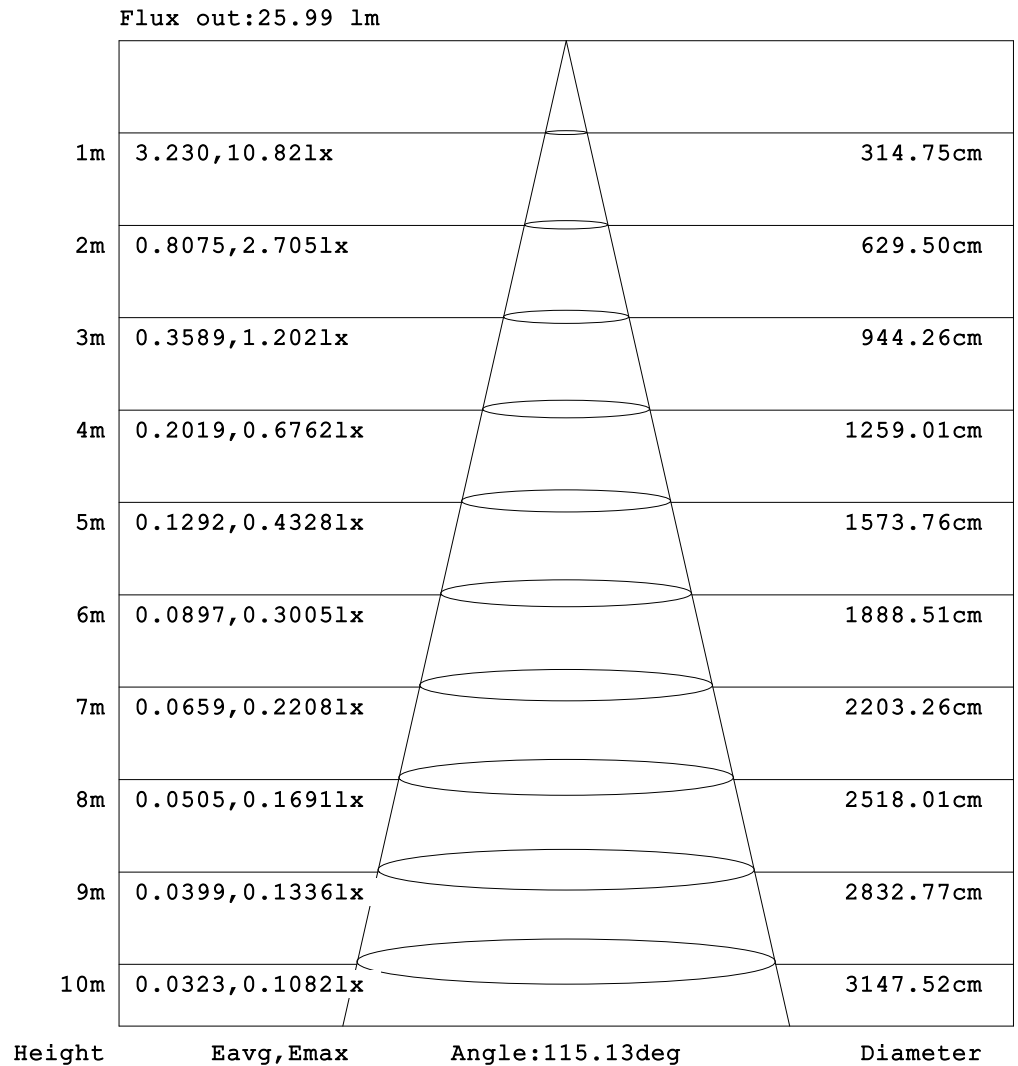 Flux out:25.99 lm
1m 3.230,10.82lx 314.75cm
2m 0.8075,2.705lx 629.50cm
3m 0.3589,1.202lx 944.26cm
4m 0.2019,0.6762lx 1259.01cm
5m 0.1292,0.4328lx 1573.76cm
6m 0.0897,0.3005lx 1888.51cm
7m 0.0659,0.2208lx 2203.26cm
8m 0.0505,0.1691lx 2518.01cm
9m 0.0399,0.1336lx 2832.77cm
10m 0.0323,0.1082lx 3147.52cm
Height Eavg,Emax Angle:115.13deg Diameter